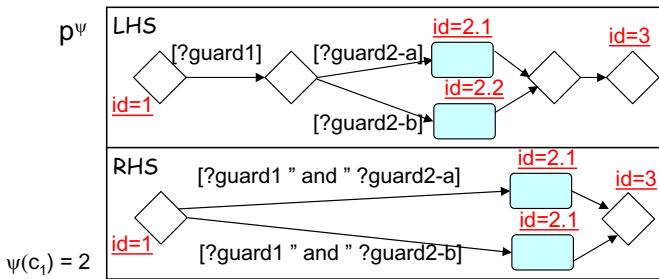 pψ
LHS
[?guard1]
[?guard2-a]
id=2.1
id=3
id=1
id=2.2
[?guard2-b]
RHS
[?guard1 ” and ” ?guard2-a]
id=2.1
id=3
id=1
id=2.1
[?guard1 ” and ” ?guard2-b]
ψ(c1) = 2